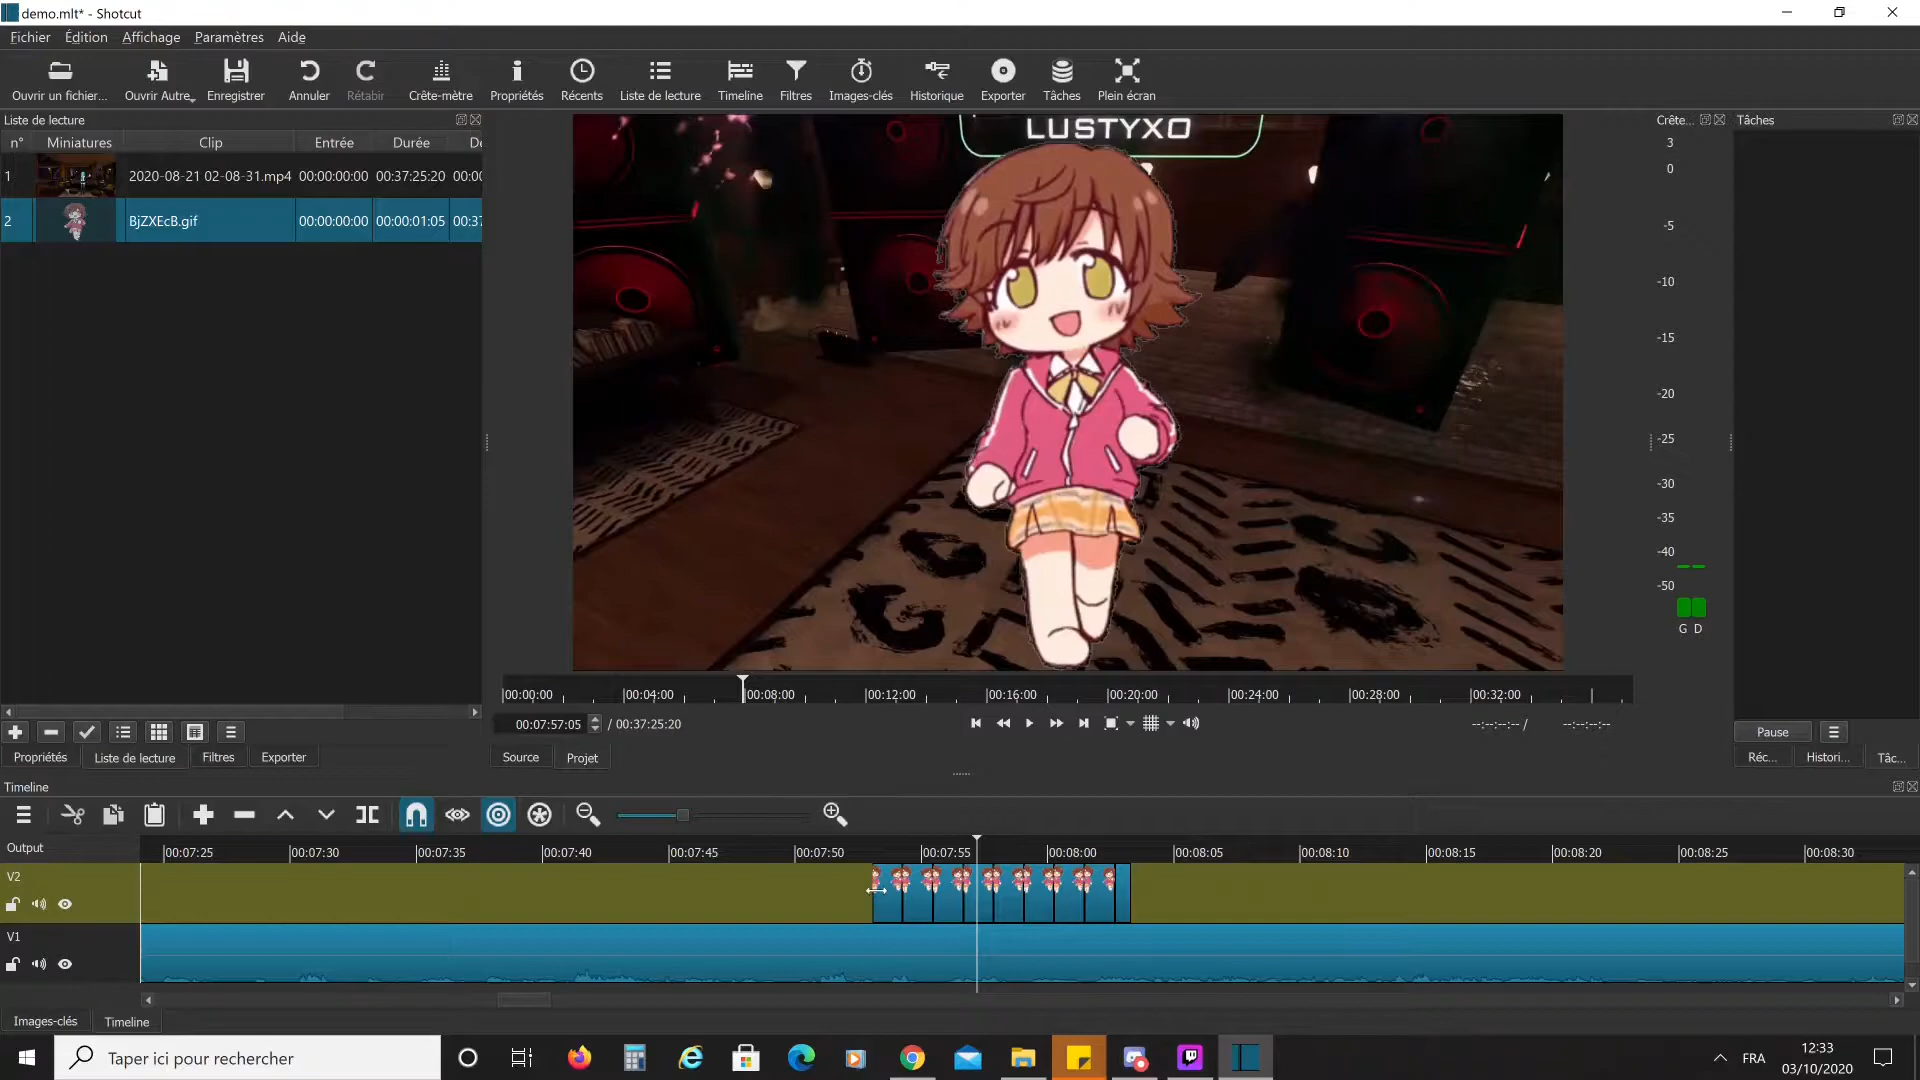 demo.mlt* - Shotcut
Fichier Édition Affichage Paramètres Aide
Ouvrir un fichier... Ouvrir Autre... Enregistrer Annuler Rétablir Crête-mètre Propriétés Récents Liste de lecture Timeline Filtres Images-clés Historique Exporter Tâches Plein écran
Liste de lecture
n° Miniatures Clip Entrée Durée
1 2020-08-21 02-08-31.mp4 00:00:00:00 00:37:25:20 00:00
2 BjZXEcB.gif 00:00:00:00 00:00:01:05 00:37
LUSTYXO
Crête... Tâches
3
0
-5
-10
-15
-20
-25
-30
-35
-40
-50
G D
00:00:00 00:04:00 00:08:00 00:12:00 00:16:00 00:20:00 00:24:00 00:28:00 00:32:00
00:07:57:05 / 00:37:25:20 --:--:--:-- / --:--:--:--
Pause
Propriétés Liste de lecture Filtres Exporter Source Projet Réc... Histori... Tâc...
Timeline
Output 00:07:25 00:07:30 00:07:35 00:07:40 00:07:45 00:07:50 00:07:55 00:08:00 00:08:05 00:08:10 00:08:15 00:08:20 00:08:25 00:08:30
V2
V1
Images-clés Timeline
Taper ici pour rechercher FRA 12:33
03/10/2020